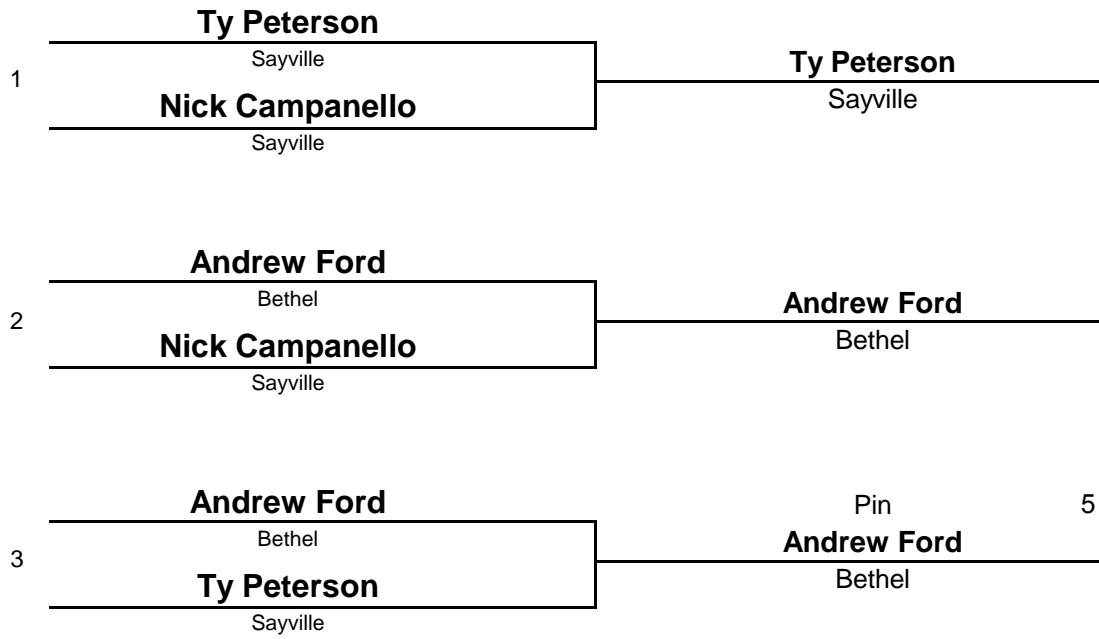 Ty Peterson
Sayville
1
Nick Campanello
Sayville
Ty Peterson
Sayville
Andrew Ford
Bethel
2
Nick Campanello
Sayville
Andrew Ford
Bethel
Andrew Ford
Bethel
3
Ty Peterson
Sayville
Pin 5
Andrew Ford
Bethel